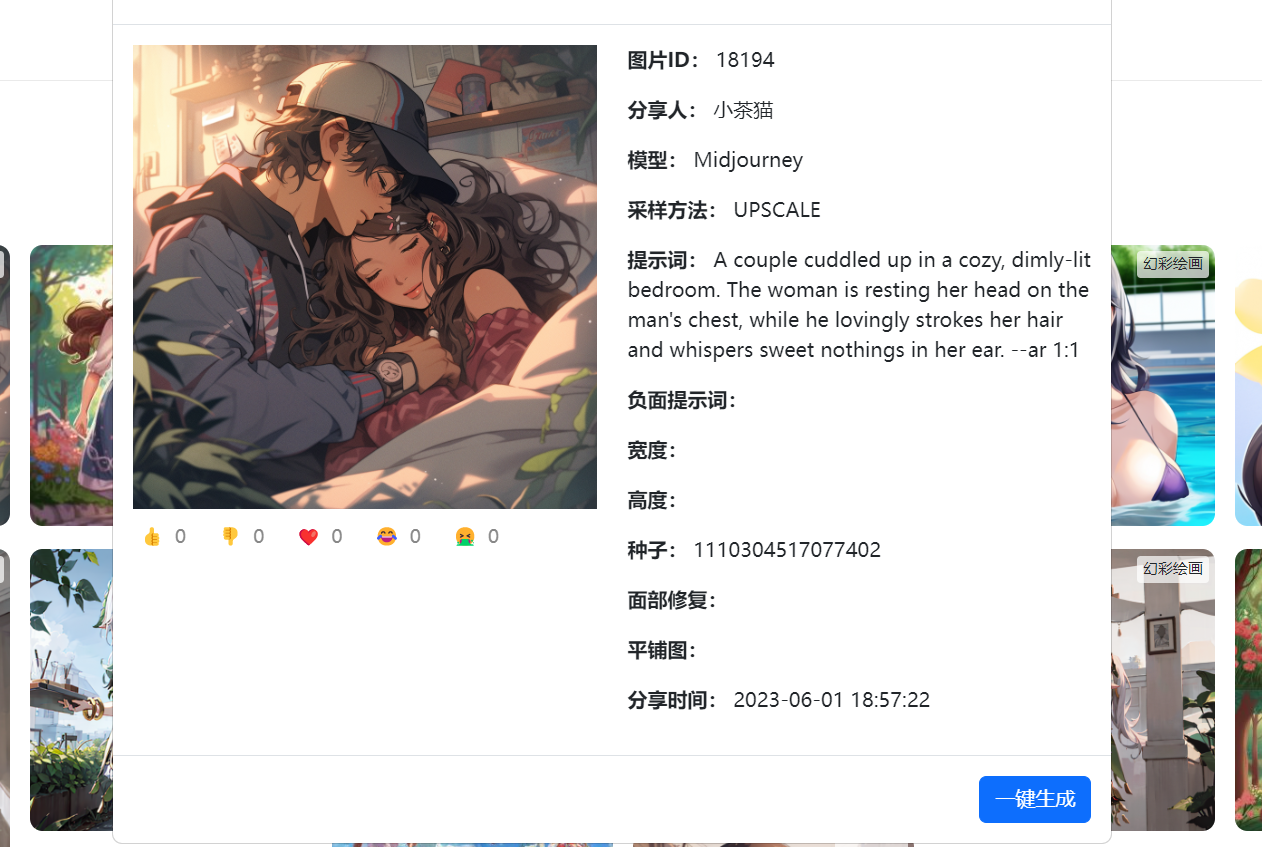 图片ID： 18194
分享人： 小茶猫
模型： Midjourney
采样方法： UPSCALE
提示词： A couple cuddled up in a cozy, dimly-lit
bedroom. The woman is resting her head on the
man's chest, while he lovingly strokes her hair
and whispers sweet nothings in her ear. --ar 1:1
负面提示词：
宽度：
高度：
种子： 1110304517077402
面部修复：
平铺图：
分享时间： 2023-06-01 18:57:22
👍 0 👎 0 ❤️ 0 😂 0 🤮 0
一键生成
幻彩绘画
幻彩绘画